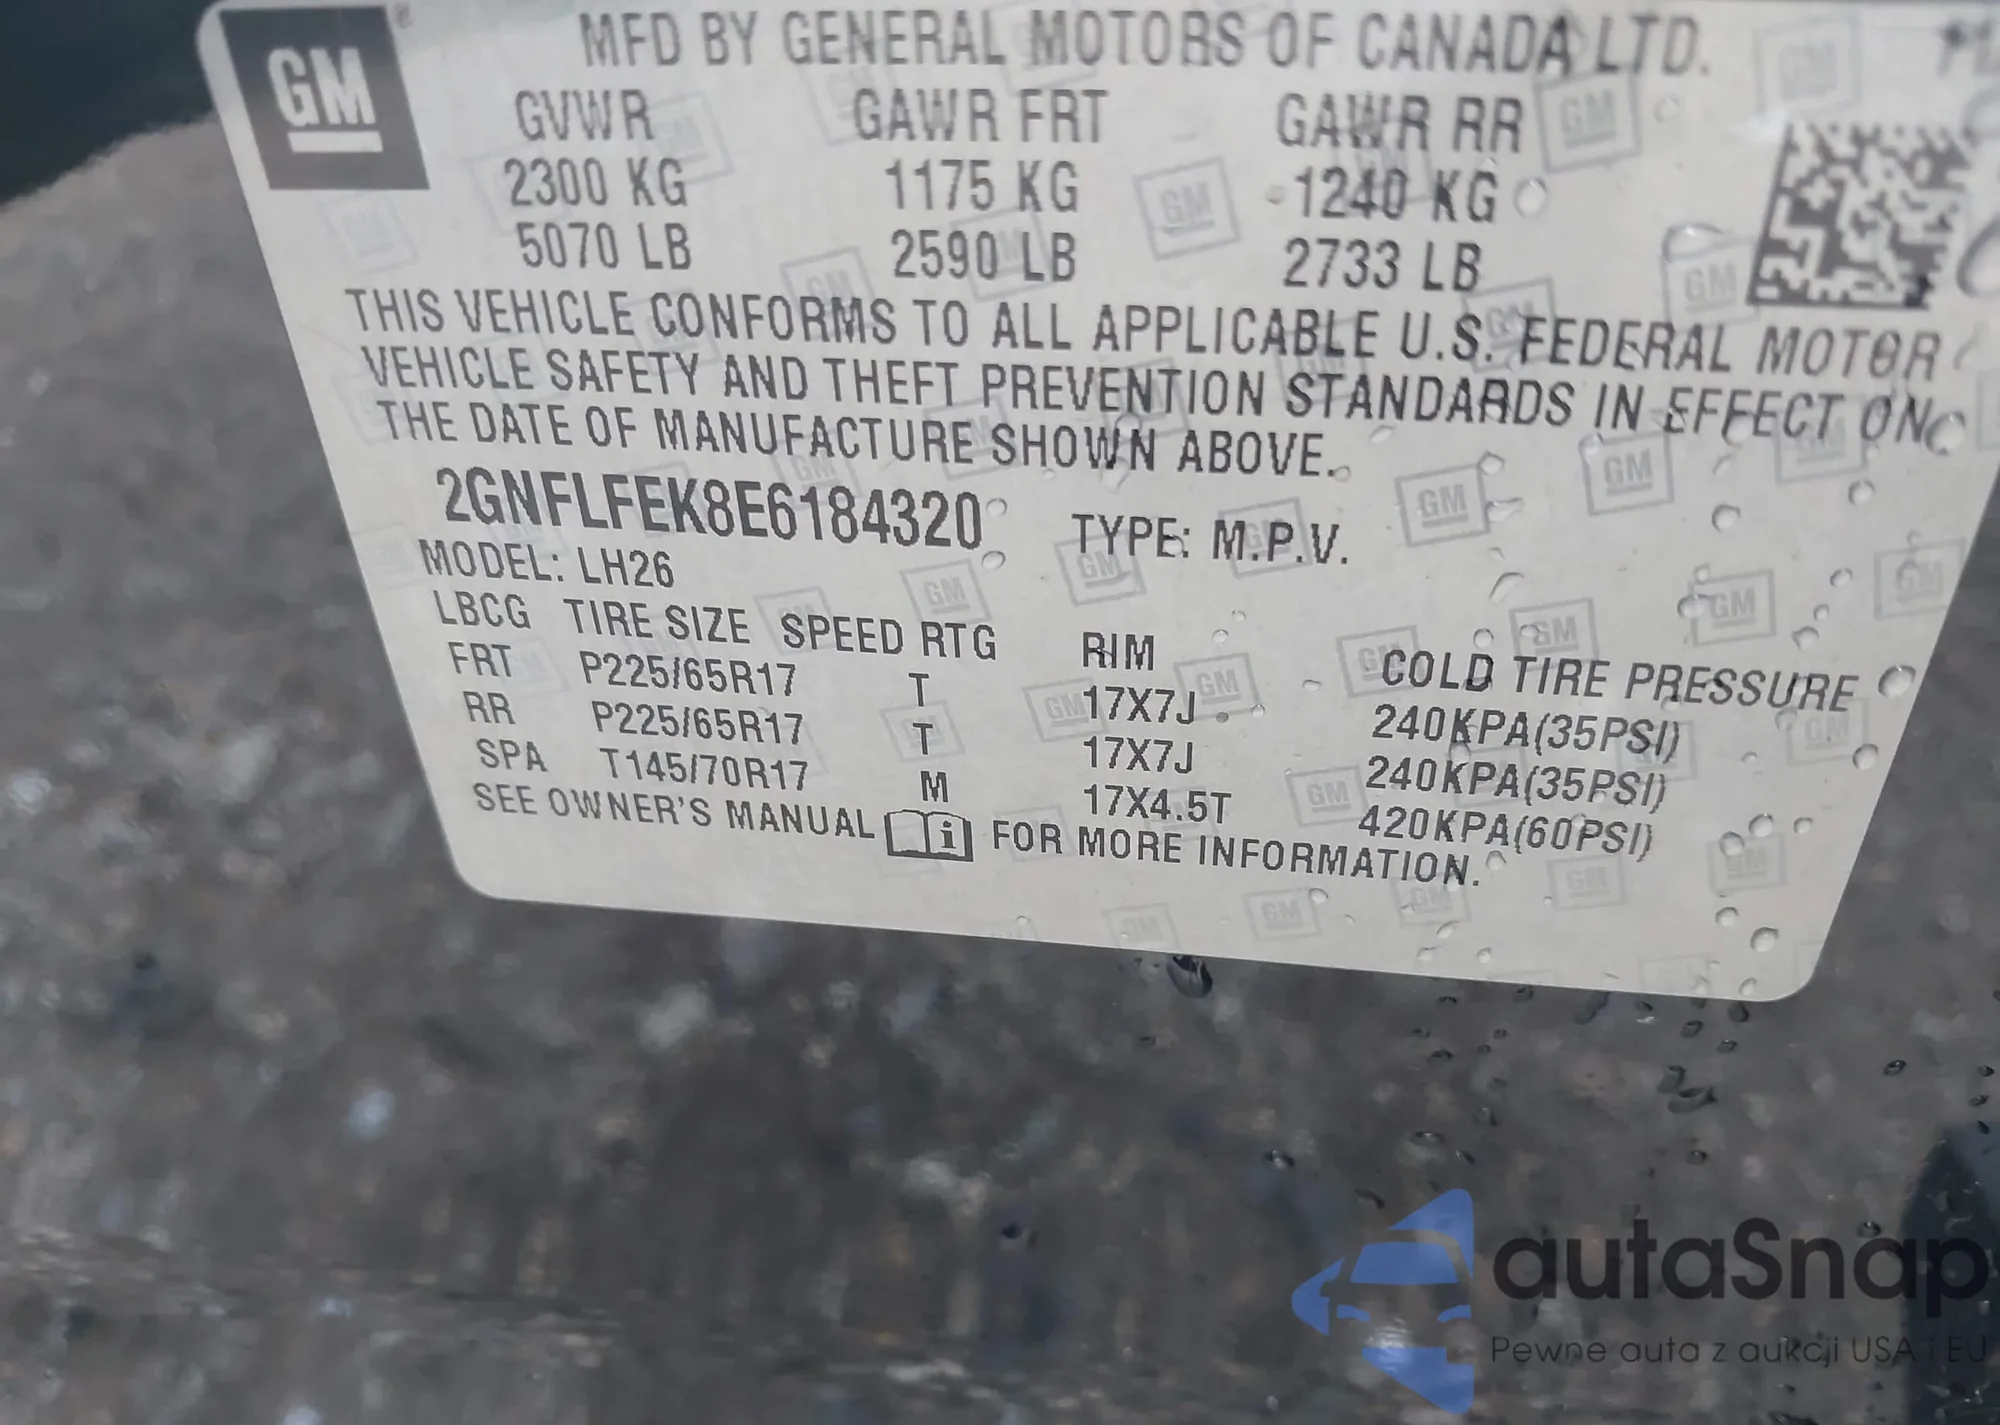 GM
MFD BY GENERAL MOTORS OF CANADA LTD.
GVWR GAWR FRT GAWR RR
2300 KG 1175 KG 1240 KG
5070 LB 2590 LB 2733 LB
THIS VEHICLE CONFORMS TO ALL APPLICABLE U.S. FEDERAL MOTOR
VEHICLE SAFETY AND THEFT PREVENTION STANDARDS IN EFFECT ON
THE DATE OF MANUFACTURE SHOWN ABOVE.
2GNFLFEK8E6184320 TYPE: M.P.V.
MODEL: LH26
LBCG TIRE SIZE SPEED RTG RIM COLD TIRE PRESSURE
FRT P225/65R17 T 17X7J 240KPA(35PSI)
RR P225/65R17 T 17X7J 240KPA(35PSI)
SPA T145/70R17 M 17X4.5T 420KPA(60PSI)
SEE OWNER'S MANUAL i FOR MORE INFORMATION.
autaSnap
Pewne auta z aukcji USA i EU